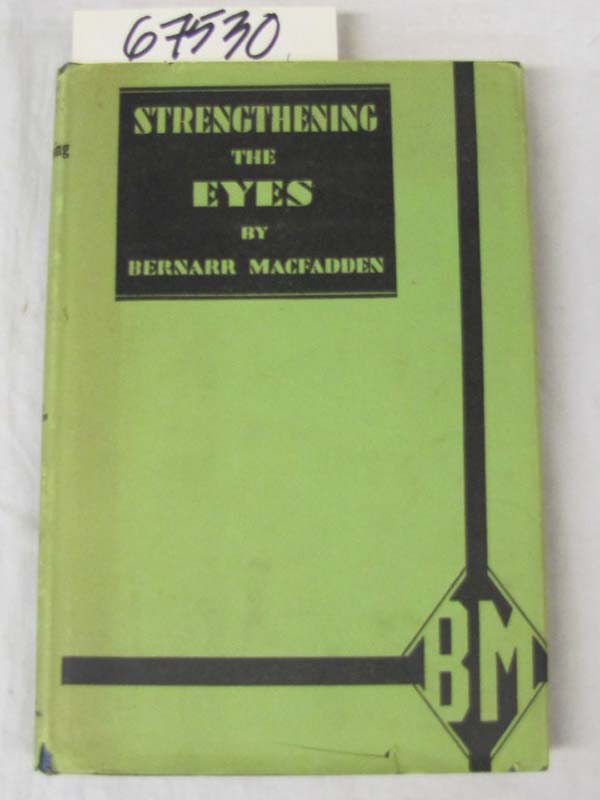 67530
STRENGTHENING
THE
EYES
BY
BERNARR MACFADDEN
BM